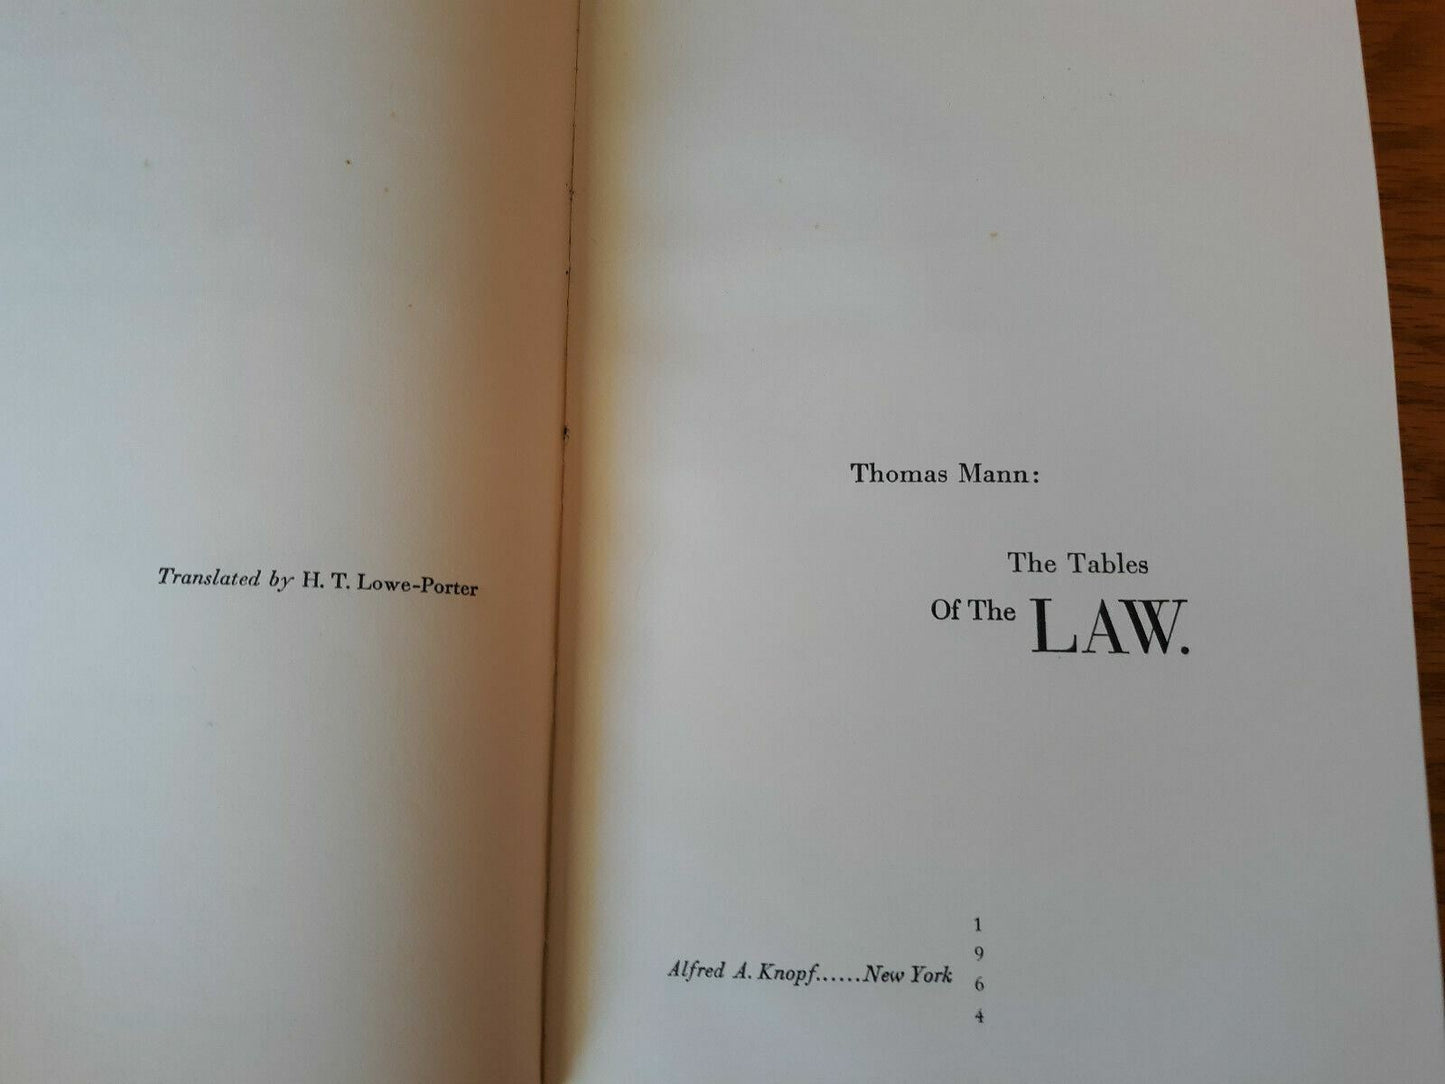 Translated by H. T. Lowe-Porter
Thomas Mann:
The Tables
Of The LAW.
Alfred A. Knopf......New York
1
9
6
4